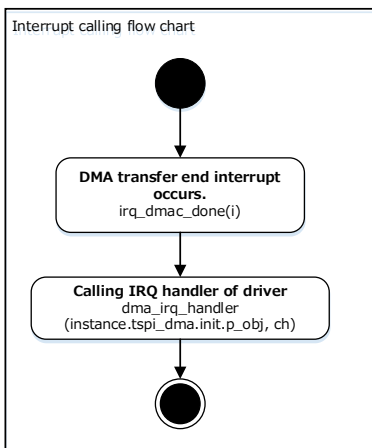 Interrupt calling flow chart
DMA transfer end interrupt
occurs.
irq_dmac_done(i)
Calling IRQ handler of driver
dma_irq_handler
(instance.tspi_dma.init.p_obj, ch)